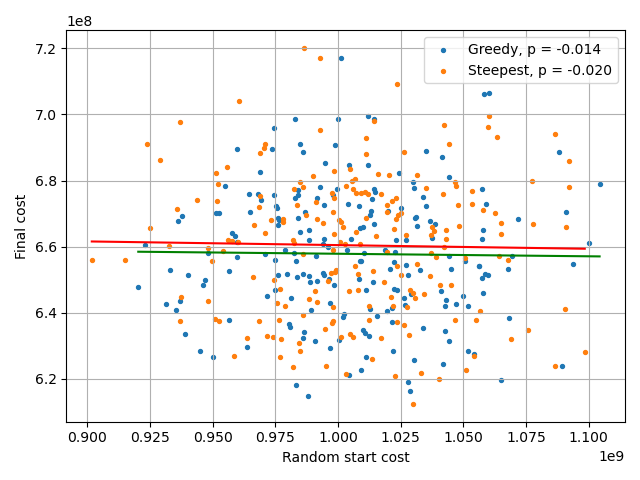 1e8
Greedy, p = -0.014
Steepest, p = -0.020
7.2
7.0
6.8
6.6
6.4
6.2
Final cost
0.900 0.925 0.950 0.975 1.000 1.025 1.050 1.075 1.100
Random start cost
1e9